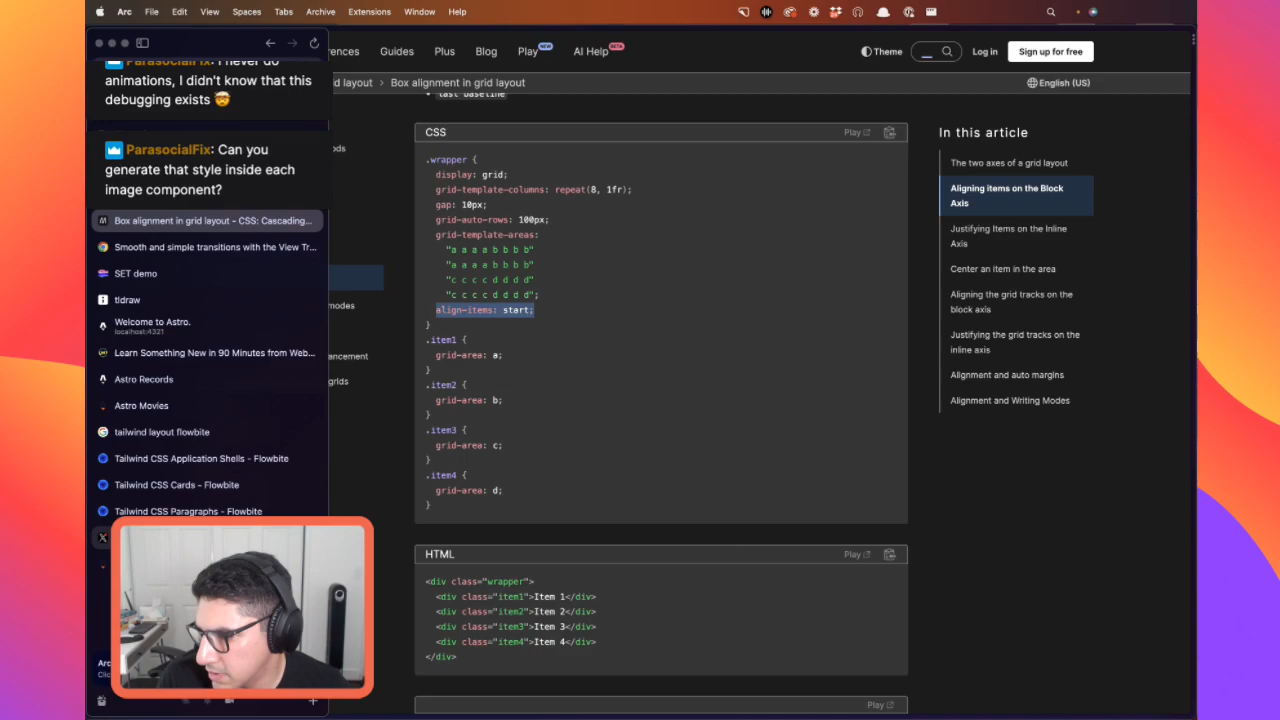 Arc File Edit View Spaces Tabs Archive Extensions Window Help
ParasocialFix: I never do
animations, I didn't know that this
debugging exists 🤯
ParasocialFix: Can you
generate that style inside each
image component?
Box alignment in grid layout - CSS: Cascading...
Smooth and simple transitions with the View Tr...
SET demo
tldraw
Welcome to Astro.
localhost:4321
Learn Something New in 90 Minutes from Web...
Astro Records
Astro Movies
tailwind layout flowbite
Tailwind CSS Application Shells - Flowbite
Tailwind CSS Cards - Flowbite
Tailwind CSS Paragraphs - Flowbite
Arc
Clic
rences Guides Plus Blog Play NEW AI Help BETA
Theme
Log in
Sign up for free
d layout > Box alignment in grid layout
English (US)
ds
modes
ancement
grids
last baseline
CSS
Play
.wrapper {
display: grid;
grid-template-columns: repeat(8, 1fr);
gap: 10px;
grid-auto-rows: 100px;
grid-template-areas:
"a a a a b b b b"
"a a a a b b b b"
"c c c c d d d d"
"c c c c d d d d";
align-items: start;
}
.item1 {
grid-area: a;
}
.item2 {
grid-area: b;
}
.item3 {
grid-area: c;
}
.item4 {
grid-area: d;
}
HTML
Play
<div class="wrapper">
<div class="item1">Item 1</div>
<div class="item2">Item 2</div>
<div class="item3">Item 3</div>
<div class="item4">Item 4</div>
</div>
Play
In this article
The two axes of a grid layout
Aligning items on the Block
Axis
Justifying Items on the Inline
Axis
Center an item in the area
Aligning the grid tracks on the
block axis
Justifying the grid tracks on the
inline axis
Alignment and auto margins
Alignment and Writing Modes